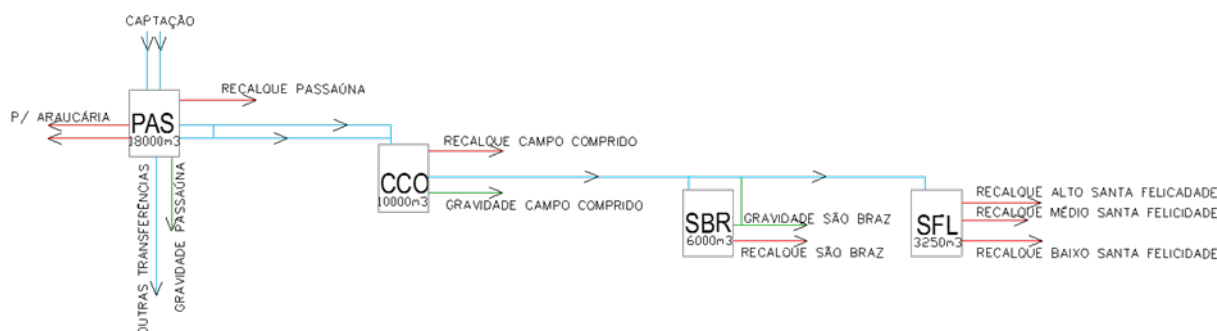 CAPTAÇÃO
RECALQUE PASSAÚNA
P/ ARAUCÁRIA
PAS
18000m3
OUTRAS TRANSFERÊNCIAS
GRAVIDADE PASSAÚNA
RECALQUE CAMPO COMPRIDO
CCO
10000m3
GRAVIDADE CAMPO COMPRIDO
SBR
6000m3
GRAVIDADE SÃO BRAZ
RECALQUE SÃO BRAZ
SFL
3250m3
RECALQUE ALTO SANTA FELICADADE
RECALQUE MÉDIO SANTA FELICIDADE
RECALQUE BAIXO SANTA FELICIDADE